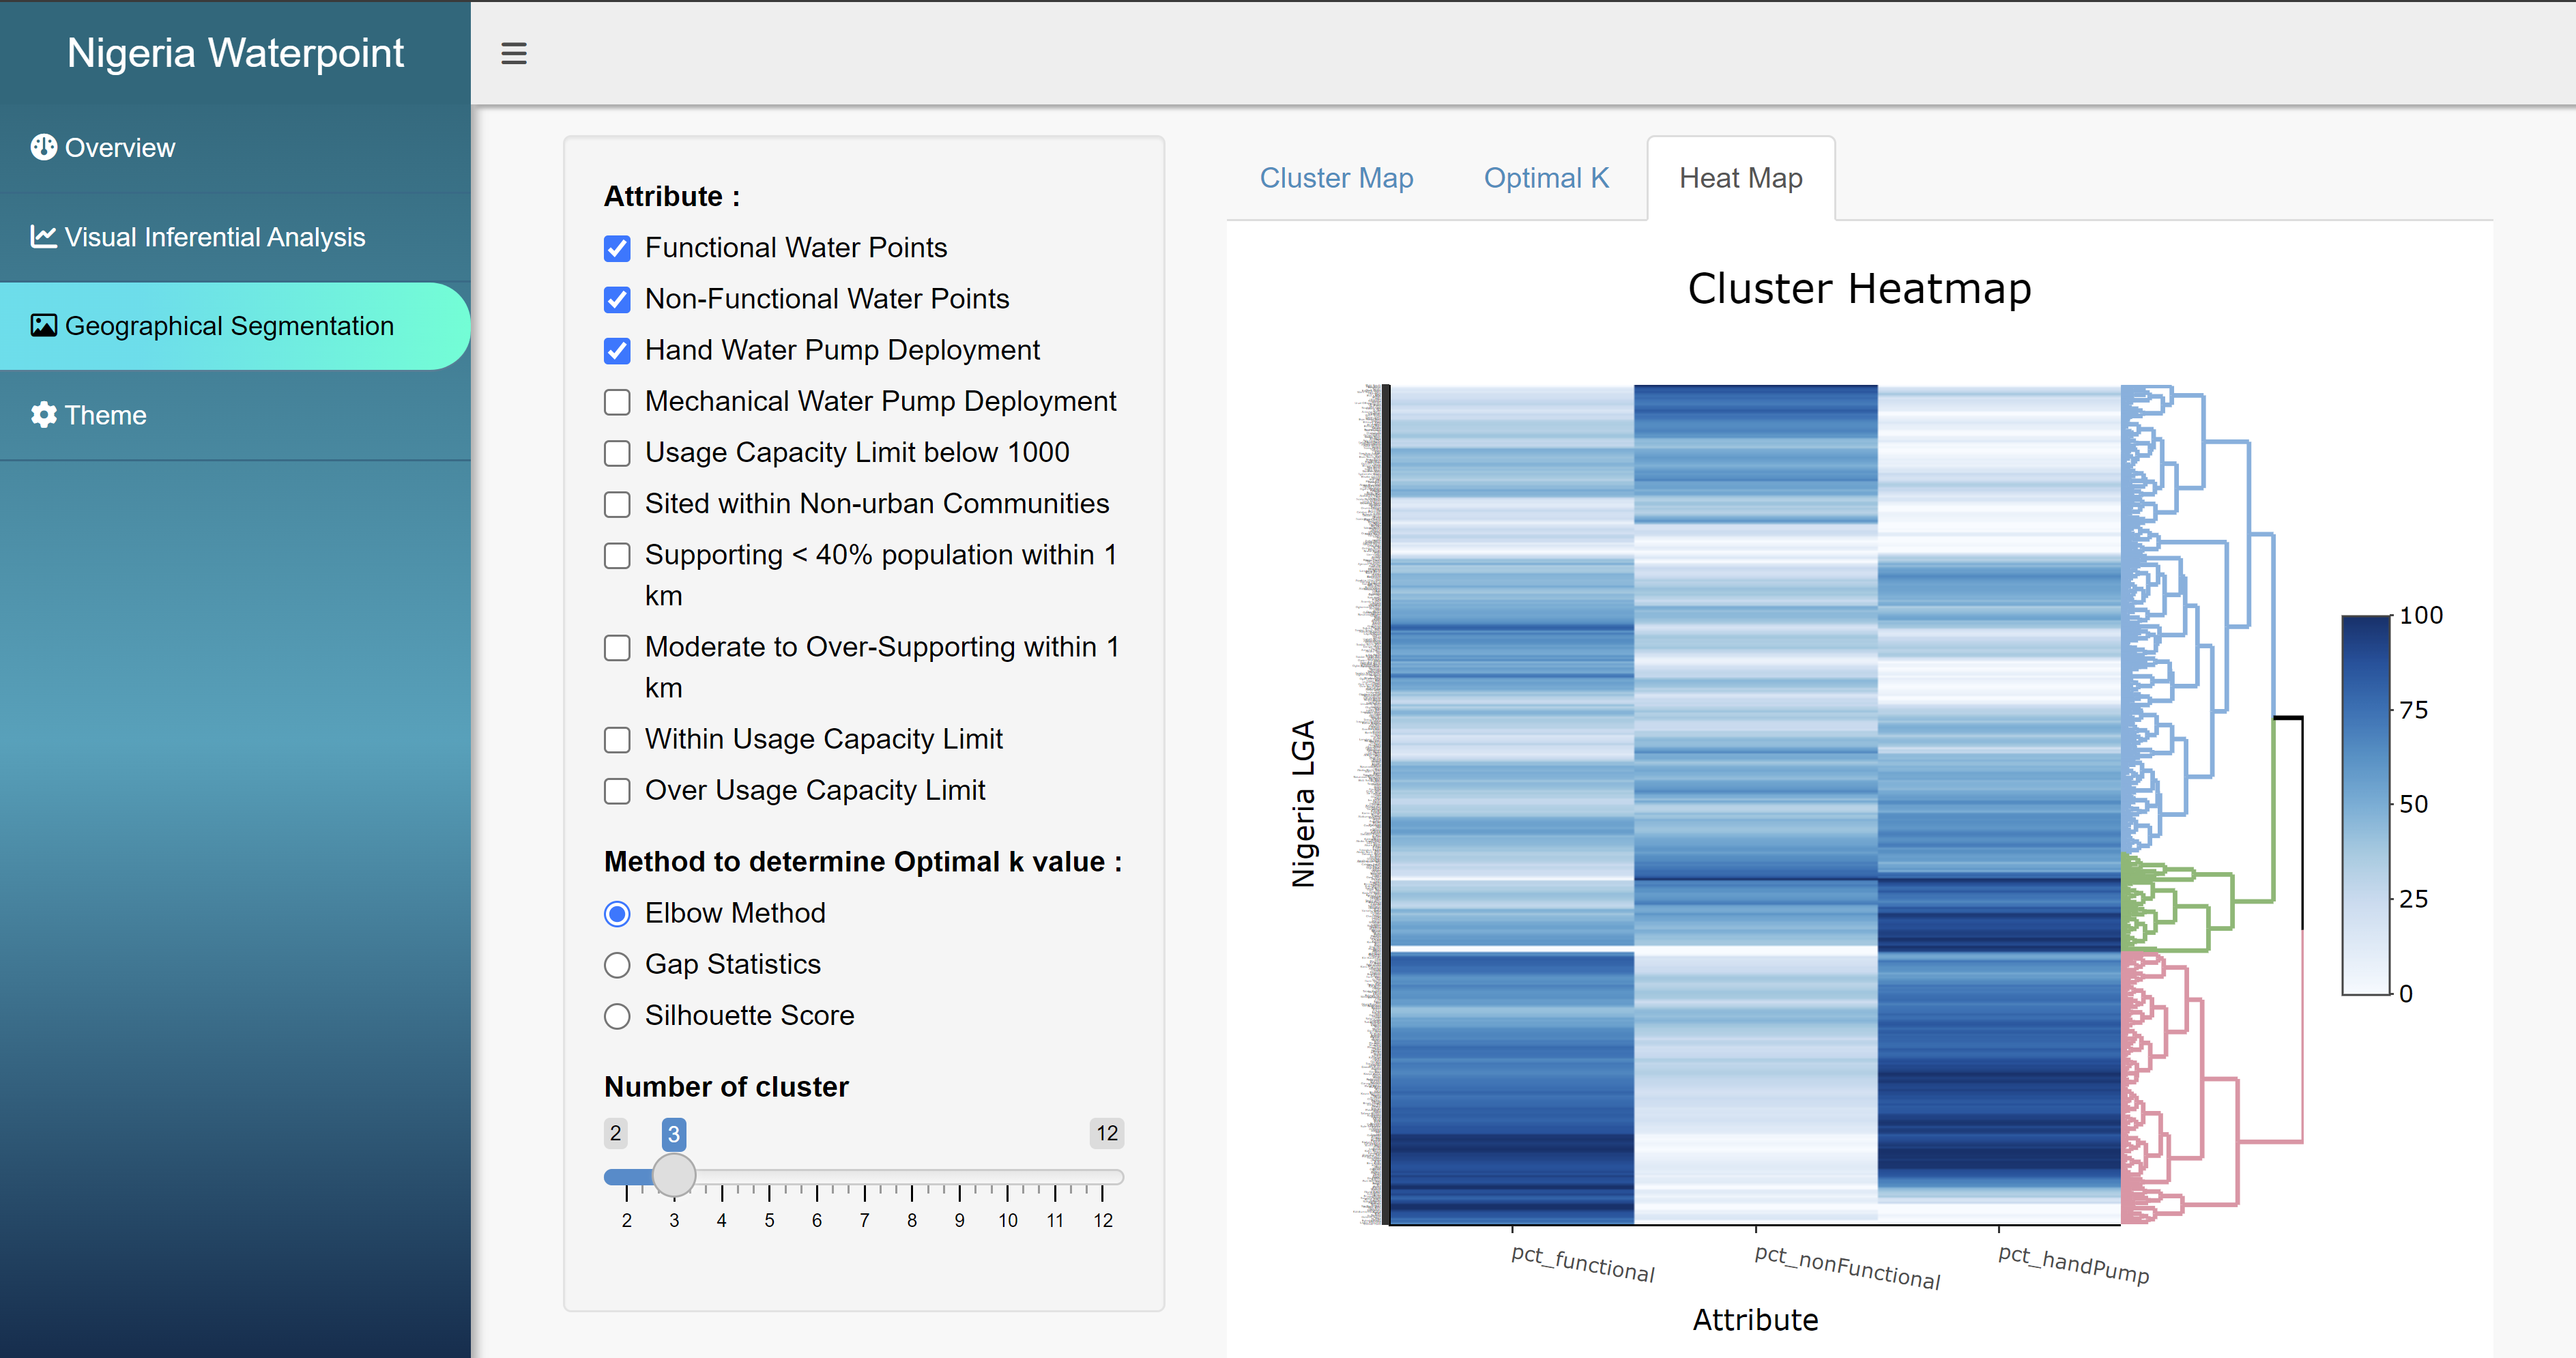 Nigeria Waterpoint
Overview
Visual Inferential Analysis
Geographical Segmentation
Theme
Attribute :
Functional Water Points
Non-Functional Water Points
Hand Water Pump Deployment
Mechanical Water Pump Deployment
Usage Capacity Limit below 1000
Sited within Non-urban Communities
Supporting < 40% population within 1
km
Moderate to Over-Supporting within 1
km
Within Usage Capacity Limit
Over Usage Capacity Limit
Method to determine Optimal k value :
Elbow Method
Gap Statistics
Silhouette Score
Number of cluster
2 3 12
2 3 4 5 6 7 8 9 10 11 12
Cluster Map Optimal K Heat Map
Cluster Heatmap
Nigeria LGA
100
75
50
25
0
pct_functional pct_nonFunctional pct_handPump
Attribute